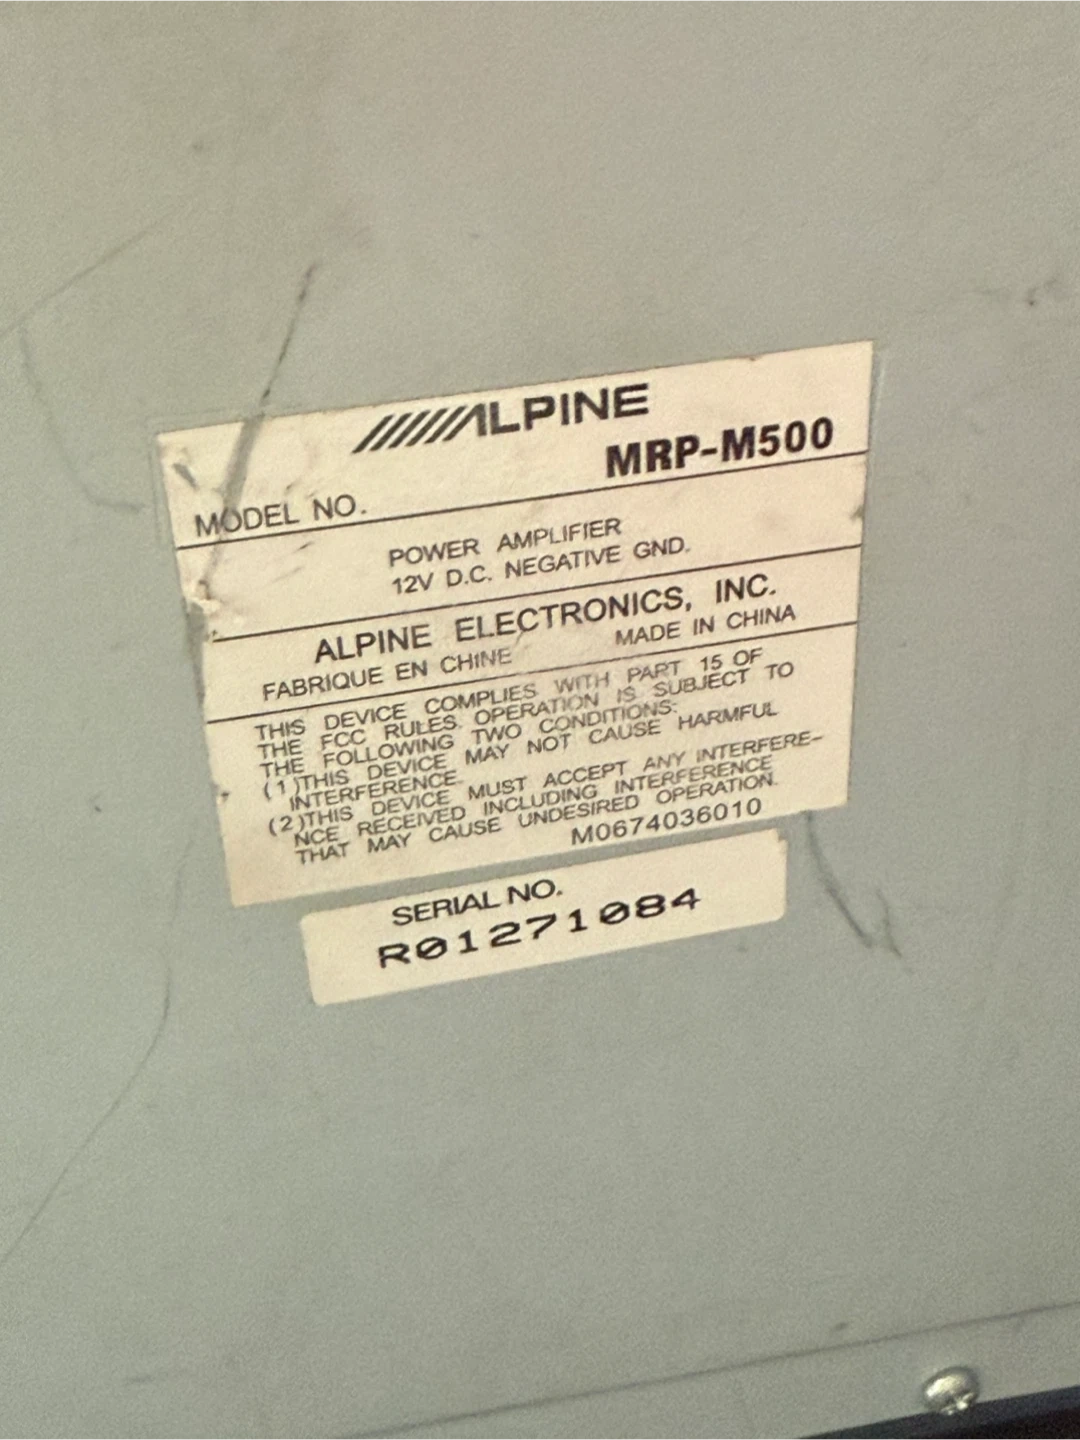 ALPINE
MODEL NO. MRP-M500
POWER AMPLIFIER
12V D.C. NEGATIVE GND.
ALPINE ELECTRONICS, INC.
FABRIQUE EN CHINE MADE IN CHINA
THIS DEVICE COMPLIES WITH PART 15 OF
THE FCC RULES. OPERATION IS SUBJECT TO
THE FOLLOWING TWO CONDITIONS:
(1)THIS DEVICE MAY NOT CAUSE HARMFUL
INTERFERENCE
(2)THIS DEVICE MUST ACCEPT ANY INTERFERE-
NCE RECEIVED INCLUDING INTERFERENCE
THAT MAY CAUSE UNDESIRED OPERATION.
M0674036010
SERIAL NO.
R01271084